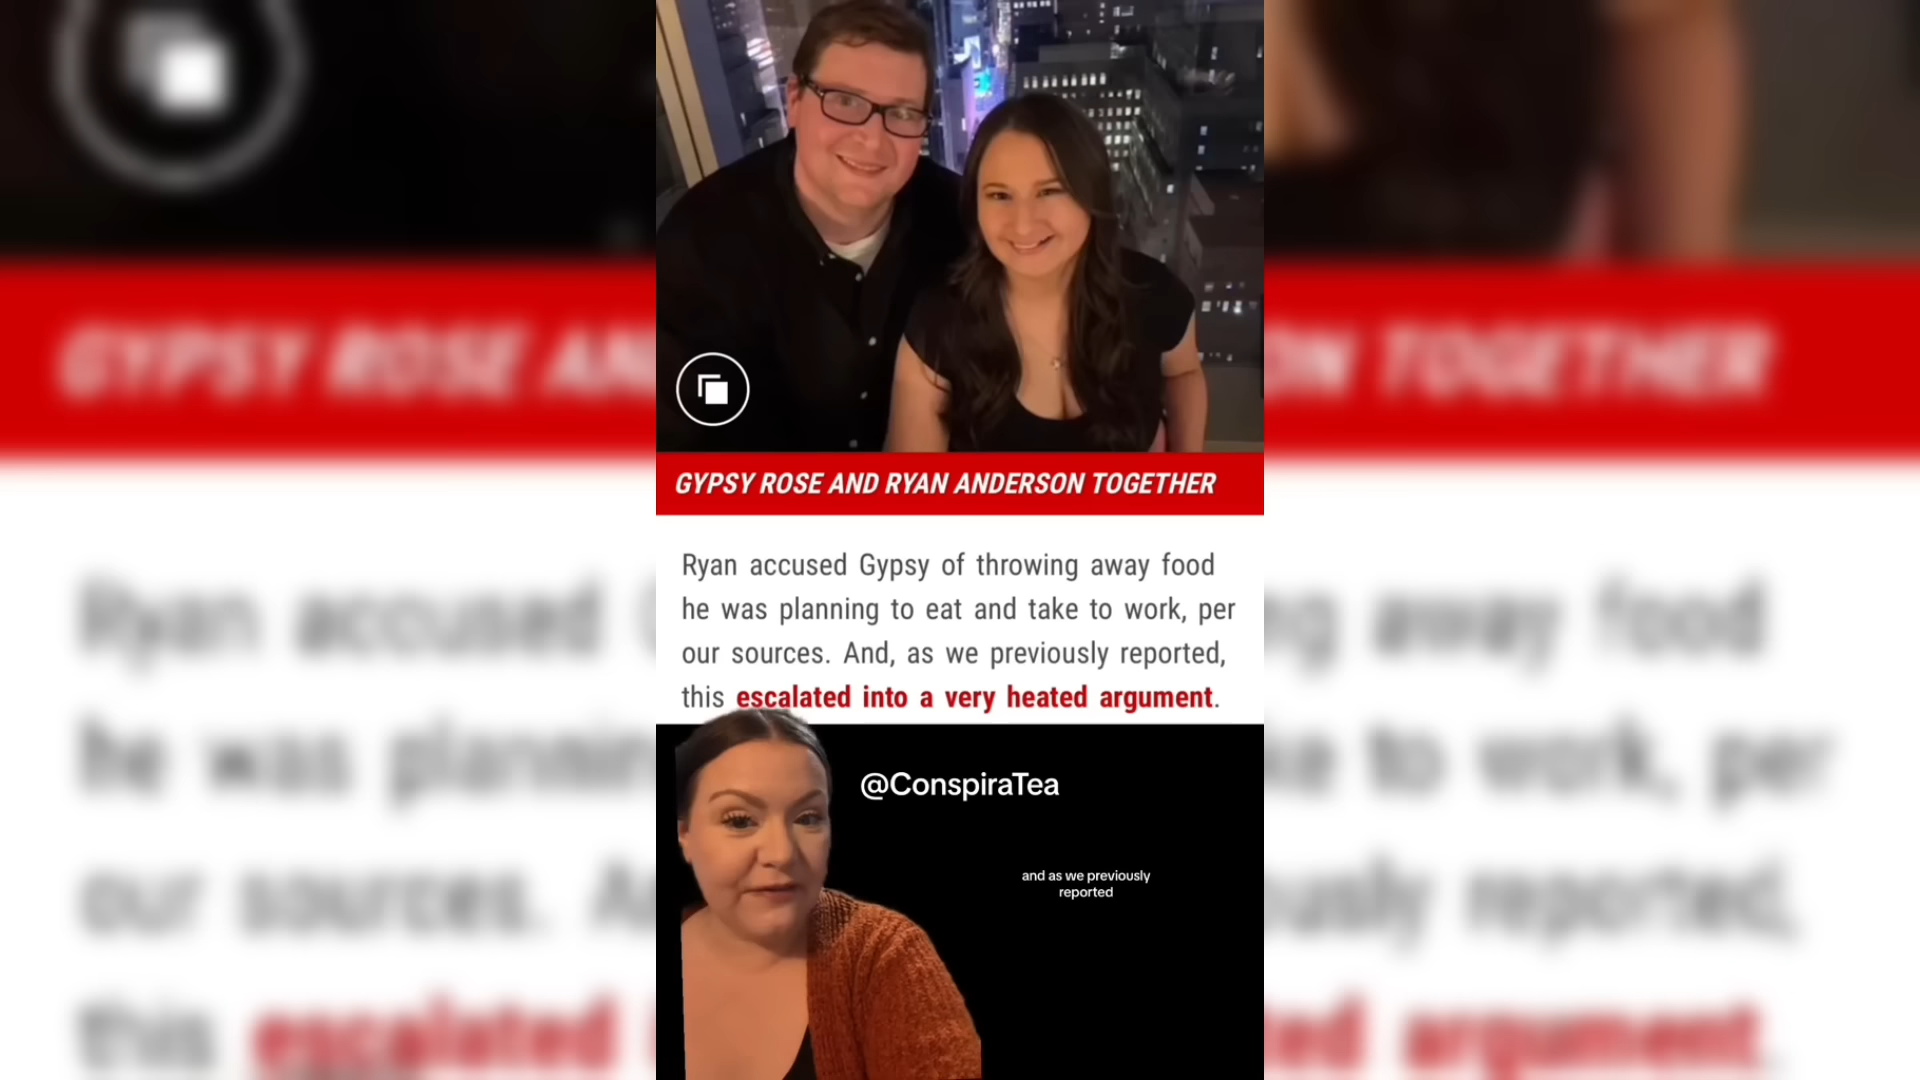 GYPSY ROSE AND RYAN ANDERSON TOGETHER
Ryan accused Gypsy of throwing away food
he was planning to eat and take to work, per
our sources. And, as we previously reported,
this escalated into a very heated argument.
@ConspiraTea
and as we previously
reported